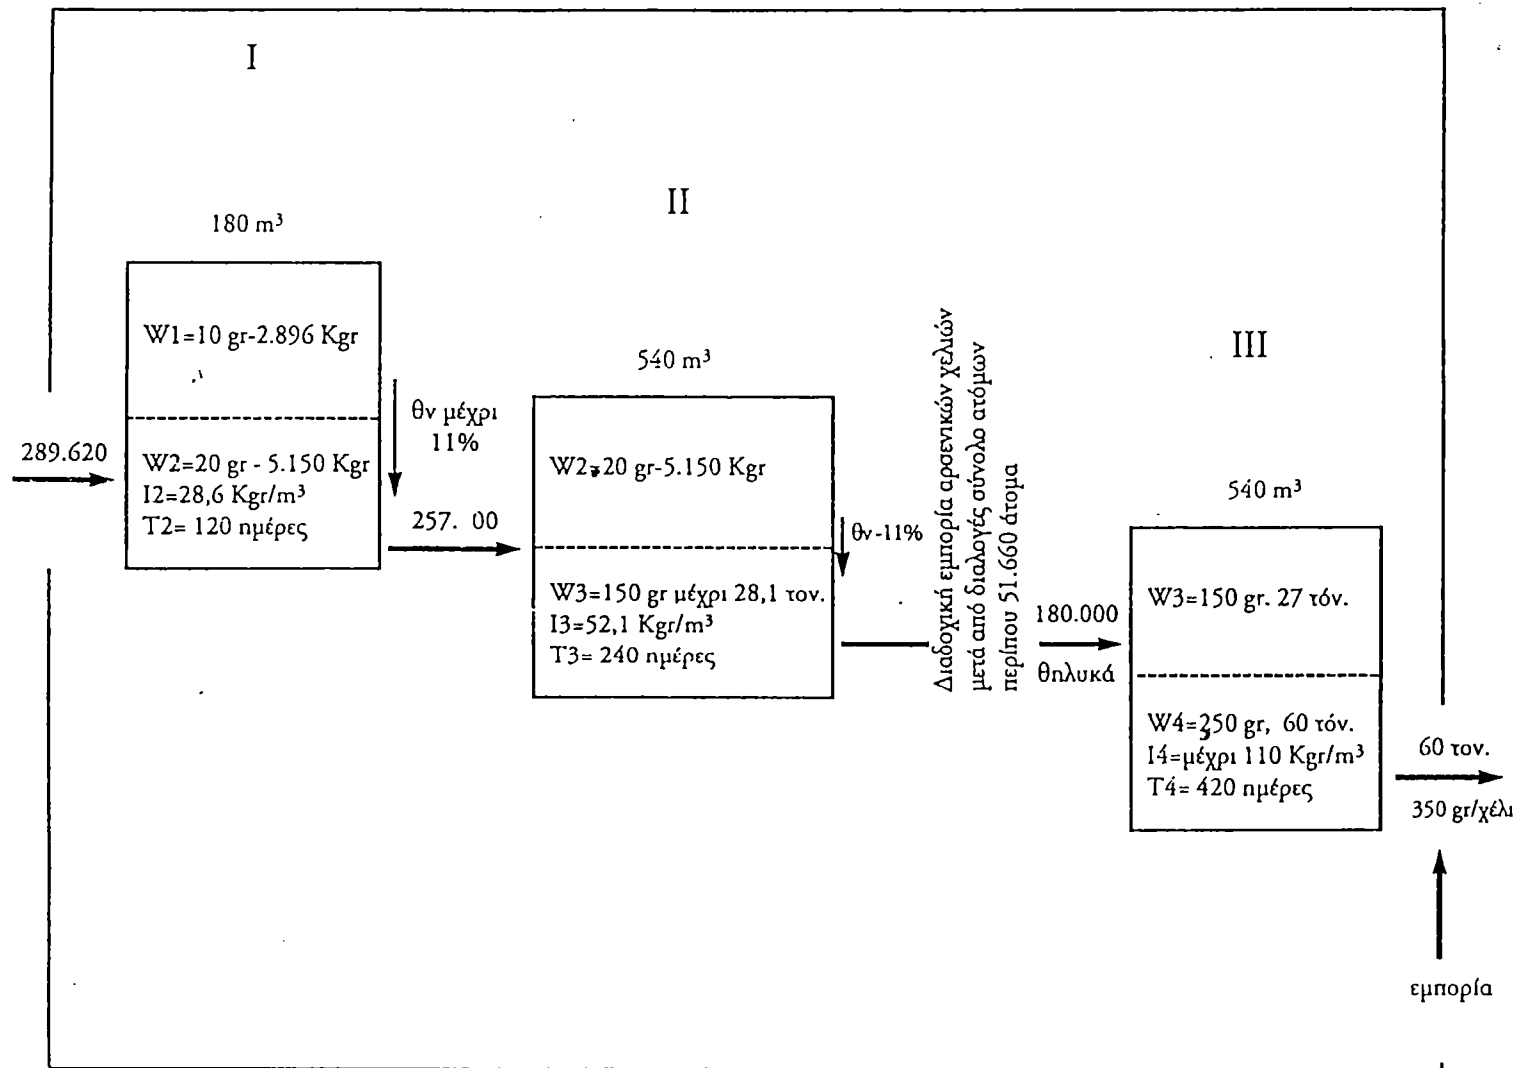 I
180 m³
W1=10 gr-2.896 Kgr
289.620
W2=20 gr - 5.150 Kgr
I2=28,6 Kgr/m³
T2= 120 ημέρες
θν μέχρι
11%
257. 00
II
540 m³
W2=20 gr-5.150 Kgr
W3=150 gr μέχρι 28,1 τον.
I3=52,1 Kgr/m³
T3= 240 ημέρες
θν-11%
Διαδοχική εμπορία αρσενικών χελιών
μετά από διαλογές σύνολο ατόμων
περίπου 51.660 άτομα
180.000
θηλυκά
III
540 m³
W3=150 gr. 27 τόν.
W4=350 gr, 60 τόν.
I4=μέχρι 110 Kgr/m³
T4= 420 ημέρες
60 τον.
350 gr/χέλι
εμπορία